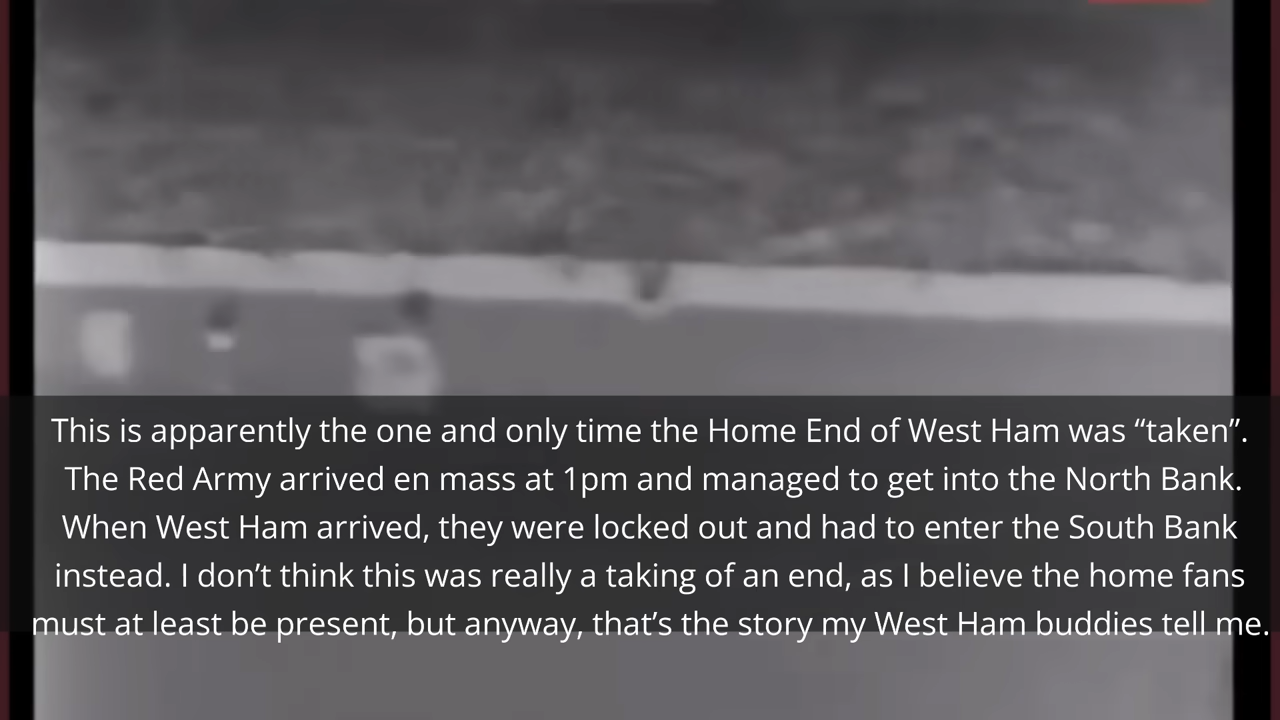 This is apparently the one and only time the Home End of West Ham was “taken”.
The Red Army arrived en mass at 1pm and managed to get into the North Bank.
When West Ham arrived, they were locked out and had to enter the South Bank
instead. I don’t think this was really a taking of an end, as I believe the home fans
must at least be present, but anyway, that’s the story my West Ham buddies tell me.